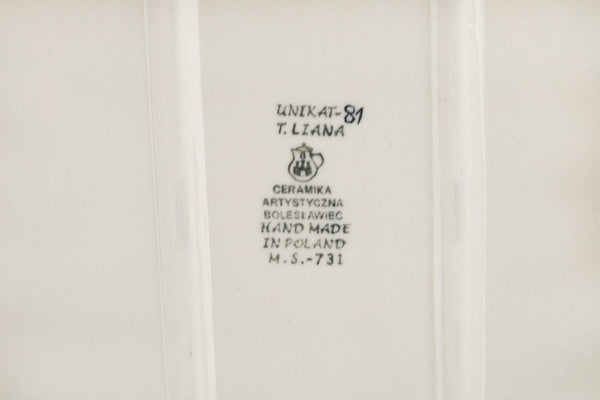 UNIKAT-81
T. LIANA
CERAMIKA
ARTYSTYCZNA
BOLESŁAWIEC
HAND MADE
IN POLAND
M.S.-731